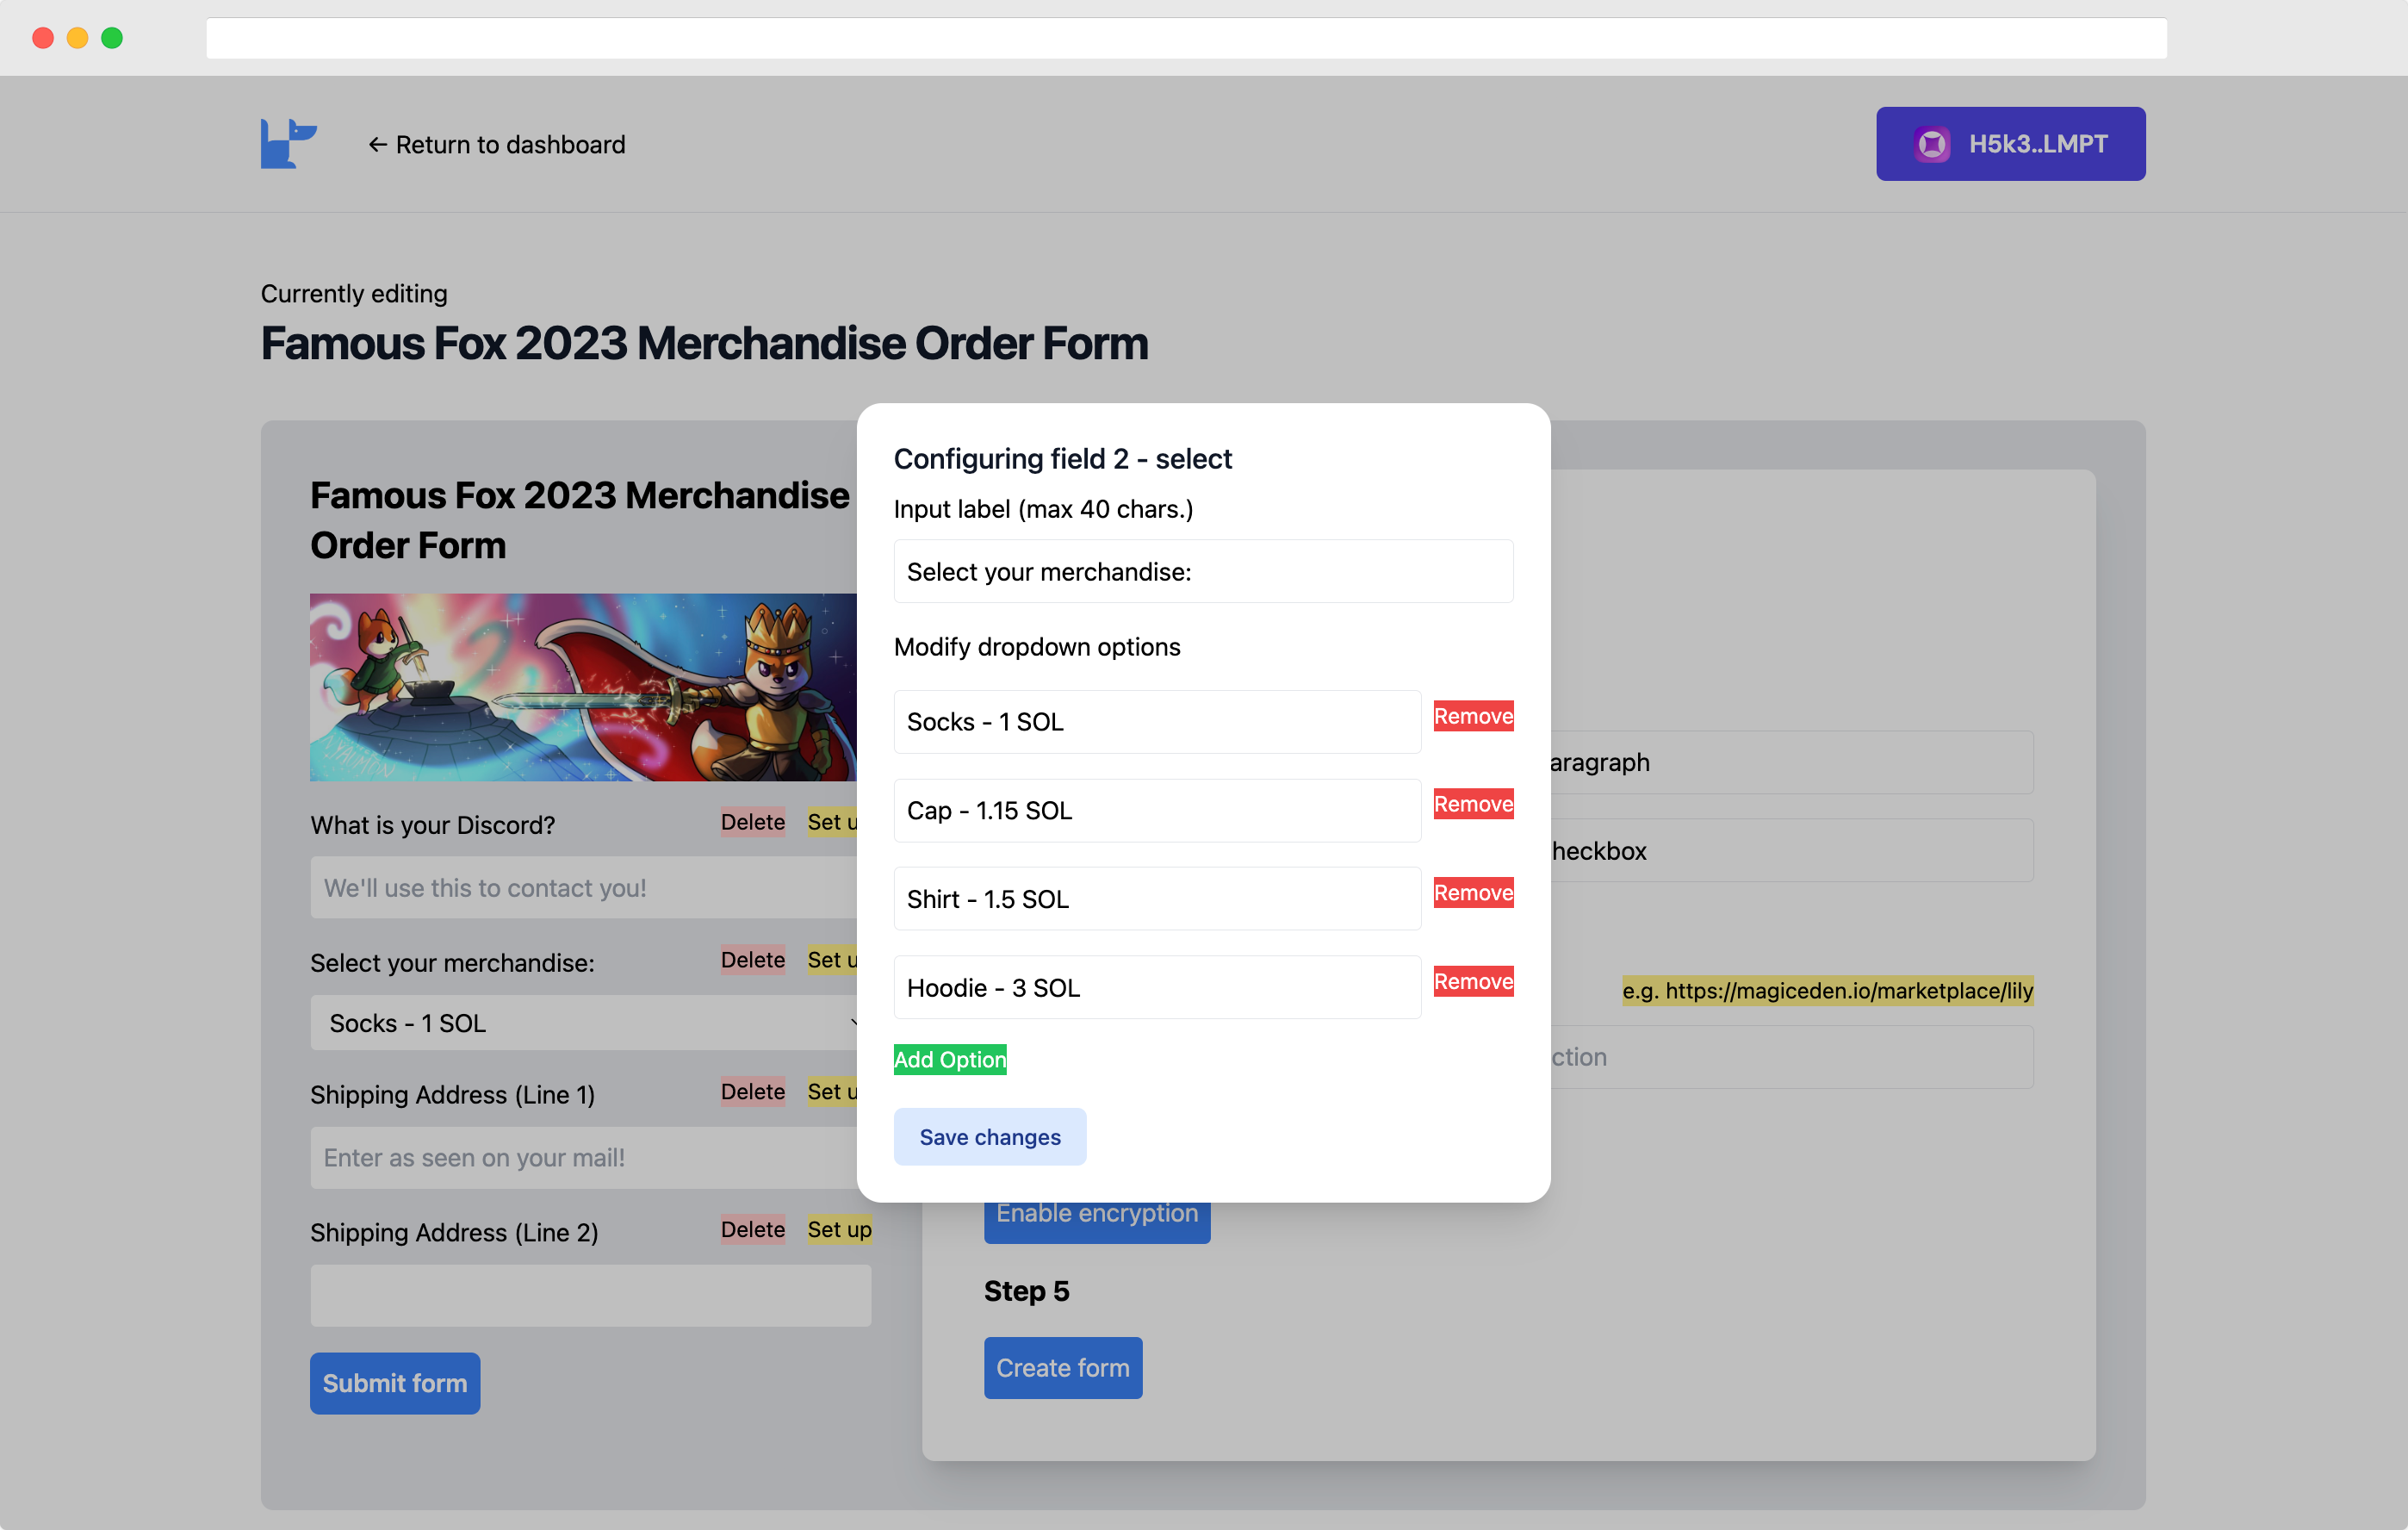 ← Return to dashboard
H5k3..LMPT
Currently editing
Famous Fox 2023 Merchandise Order Form
Famous Fox 2023 Merchandise
Order Form
What is your Discord?
Delete
Set u
We'll use this to contact you!
Select your merchandise:
Delete
Set u
Socks - 1 SOL
Shipping Address (Line 1)
Delete
Set u
Enter as seen on your mail!
Shipping Address (Line 2)
Delete
Set up
Submit form
Configuring field 2 - select
Input label (max 40 chars.)
Select your merchandise:
Modify dropdown options
Socks - 1 SOL
Remove
Cap - 1.15 SOL
Remove
Shirt - 1.5 SOL
Remove
Hoodie - 3 SOL
Remove
Add Option
Save changes
aragraph
heckbox
e.g. https://magiceden.io/marketplace/lily
ction
Enable encryption
Step 5
Create form